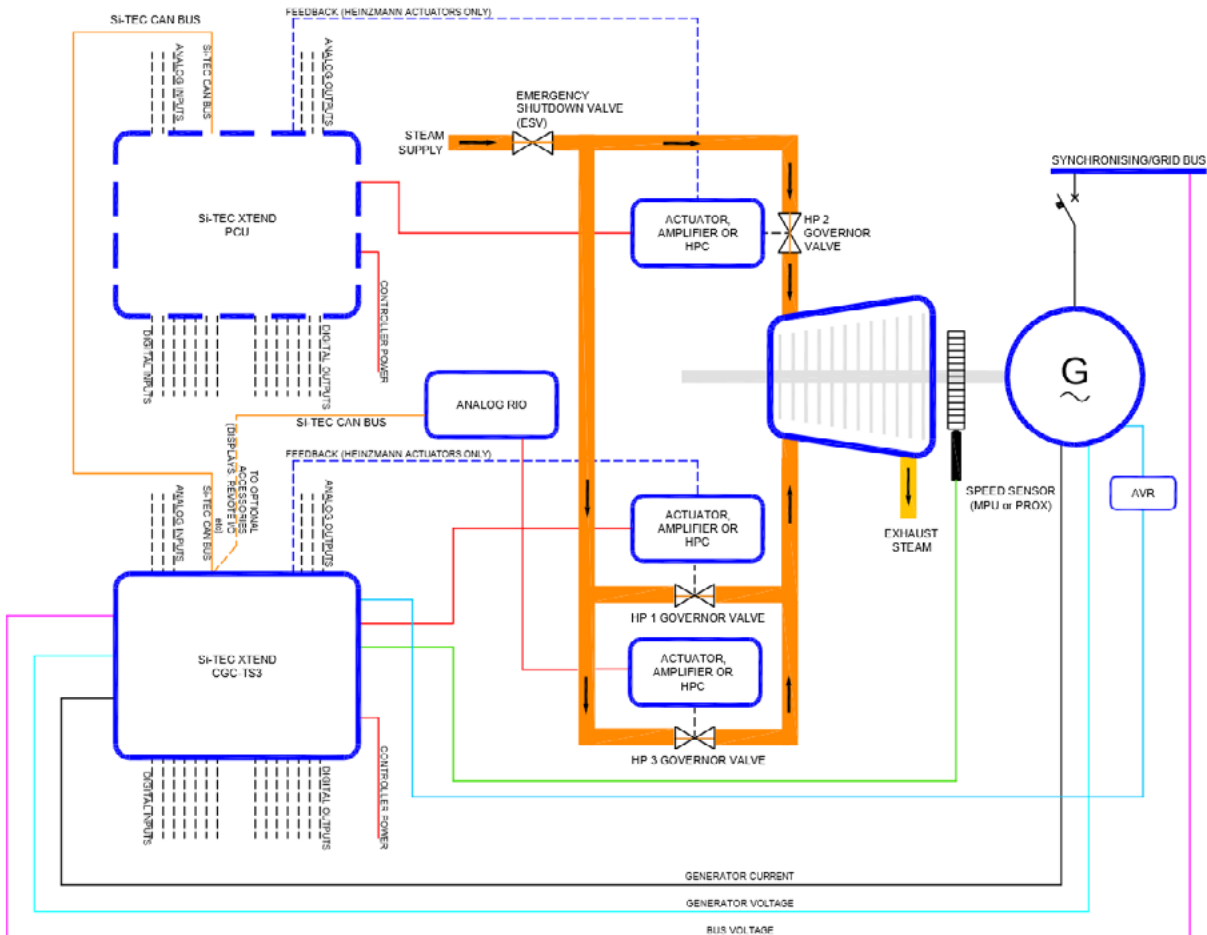 Si-TEC CAN BUS
FEEDBACK (HEINZMANN ACTUATORS ONLY)
ANALOG INPUTS
Si-TEC CAN BUS
ANALOG OUTPUTS
EMERGENCY
SHUTDOWN VALVE
(ESV)
STEAM
SUPPLY
SYNCHRONISING/GRID BUS
Si-TEC XTEND
PCU
ACTUATOR,
AMPLIFIER OR
HPC
HP 2
GOVERNOR
VALVE
CONTROLLER POWER
DIGITAL INPUTS
DIGITAL OUTPUTS
G
~
ANALOG RIO
Si-TEC CAN BUS
TO OPTIONAL
ACCESSORIES
(DISPLAYS, REMOTE I/O
etc)
FEEDBACK (HEINZMANN ACTUATORS ONLY)
ANALOG INPUTS
Si-TEC CAN BUS
ANALOG OUTPUTS
ACTUATOR,
AMPLIFIER OR
HPC
SPEED SENSOR
(MPU or PROX)
AVR
EXHAUST
STEAM
HP 1 GOVERNOR VALVE
Si-TEC XTEND
CGC-TS3
ACTUATOR,
AMPLIFIER OR
HPC
HP 3 GOVERNOR VALVE
CONTROLLER POWER
DIGITAL INPUTS
DIGITAL OUTPUTS
GENERATOR CURRENT
GENERATOR VOLTAGE
BUS VOLTAGE